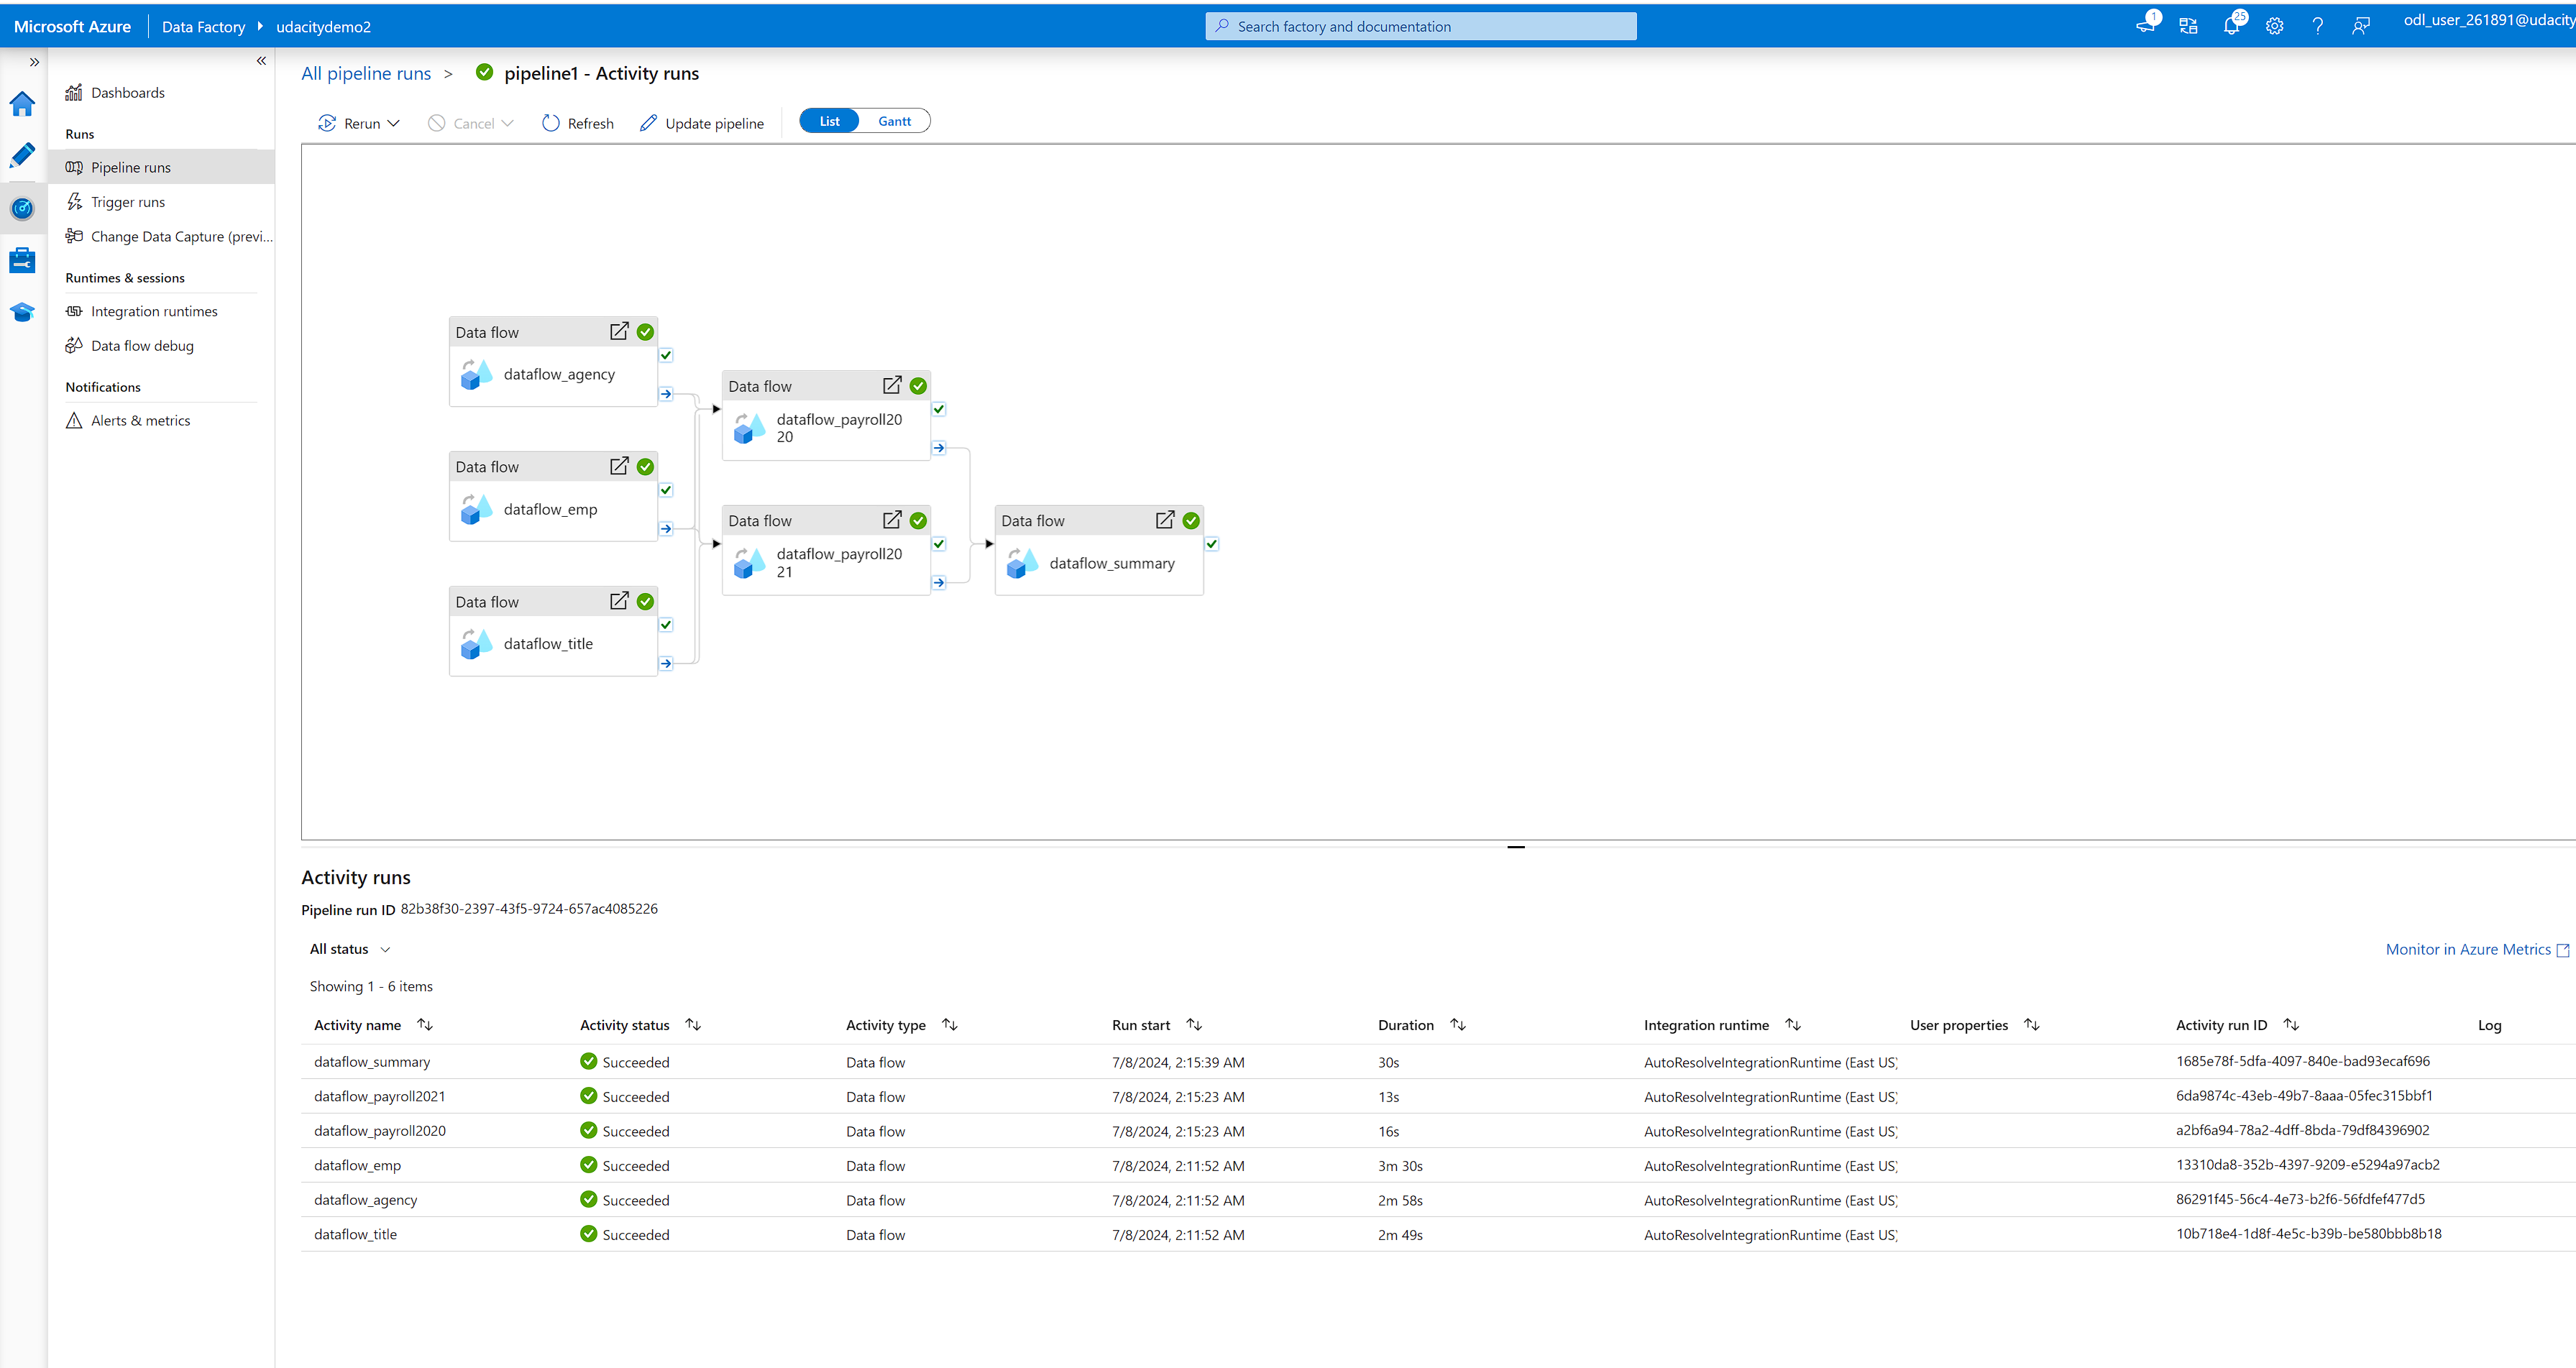 Microsoft Azure Data Factory udacitydemo2 Search factory and documentation 1 25 odl_user_261891@udacity
Dashboards
Runs
Pipeline runs
Trigger runs
Change Data Capture (previ...
Runtimes & sessions
Integration runtimes
Data flow debug
Notifications
Alerts & metrics
All pipeline runs > pipeline1 - Activity runs
Rerun Cancel Refresh Update pipeline List Gantt
Data flow
dataflow_agency
Data flow
dataflow_emp
Data flow
dataflow_title
Data flow
dataflow_payroll20
20
Data flow
dataflow_payroll20
21
Data flow
dataflow_summary
Activity runs
Pipeline run ID 82b38f30-2397-43f5-9724-657ac4085226
All status Monitor in Azure Metrics
Showing 1 - 6 items
Activity name Activity status Activity type Run start Duration Integration runtime User properties Activity run ID Log
dataflow_summary Succeeded Data flow 7/8/2024, 2:15:39 AM 30s AutoResolveIntegrationRuntime (East US) 1685e78f-5dfa-4097-840e-bad93ecaf696
dataflow_payroll2021 Succeeded Data flow 7/8/2024, 2:15:23 AM 13s AutoResolveIntegrationRuntime (East US) 6da9874c-43eb-49b7-8aaa-05fec315bbf1
dataflow_payroll2020 Succeeded Data flow 7/8/2024, 2:15:23 AM 16s AutoResolveIntegrationRuntime (East US) a2bf6a94-78a2-4dff-8bda-79df84396902
dataflow_emp Succeeded Data flow 7/8/2024, 2:11:52 AM 3m 30s AutoResolveIntegrationRuntime (East US) 13310da8-352b-4397-9209-e5294a97acb2
dataflow_agency Succeeded Data flow 7/8/2024, 2:11:52 AM 2m 58s AutoResolveIntegrationRuntime (East US) 86291f45-56c4-4e73-b2f6-56fdfef477d5
dataflow_title Succeeded Data flow 7/8/2024, 2:11:52 AM 2m 49s AutoResolveIntegrationRuntime (East US) 10b718e4-1d8f-4e5c-b39b-be580bbb8b18